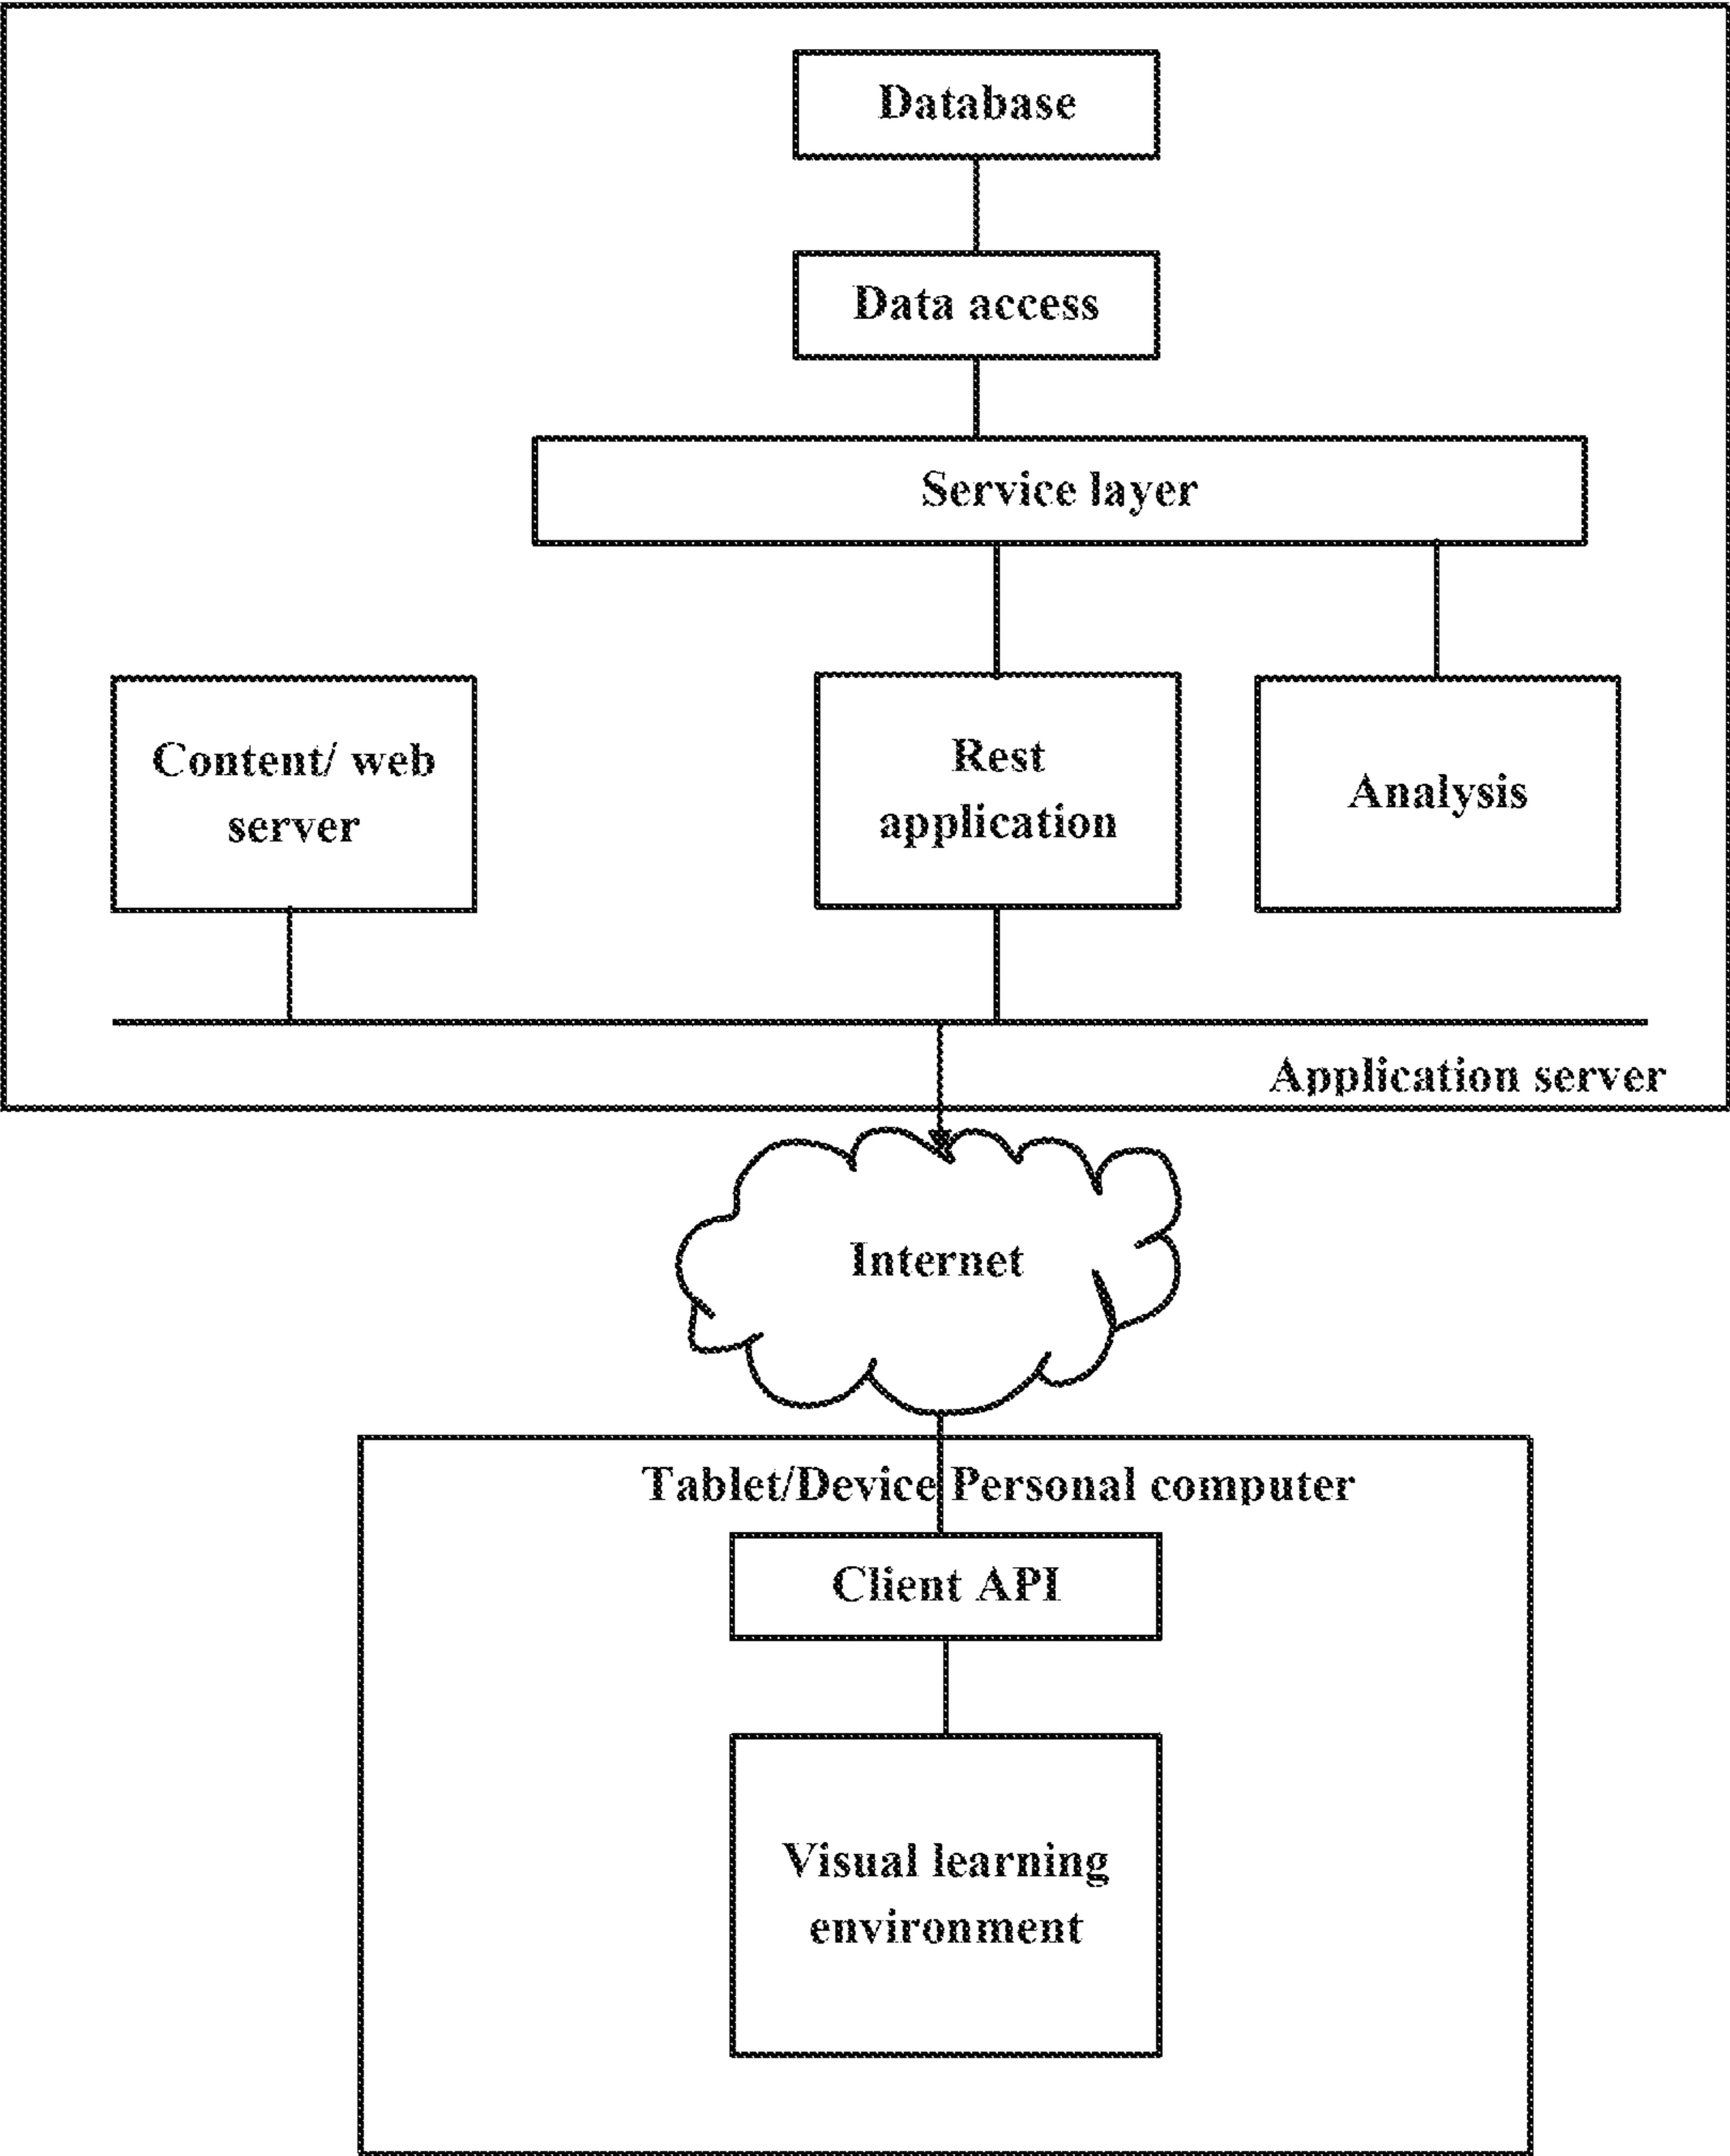 Database
Data access
Service layer
Content/ web
server
Rest
application
Analysis
Application server
Internet
Tablet/Device Personal computer
Client API
Visual learning
environment